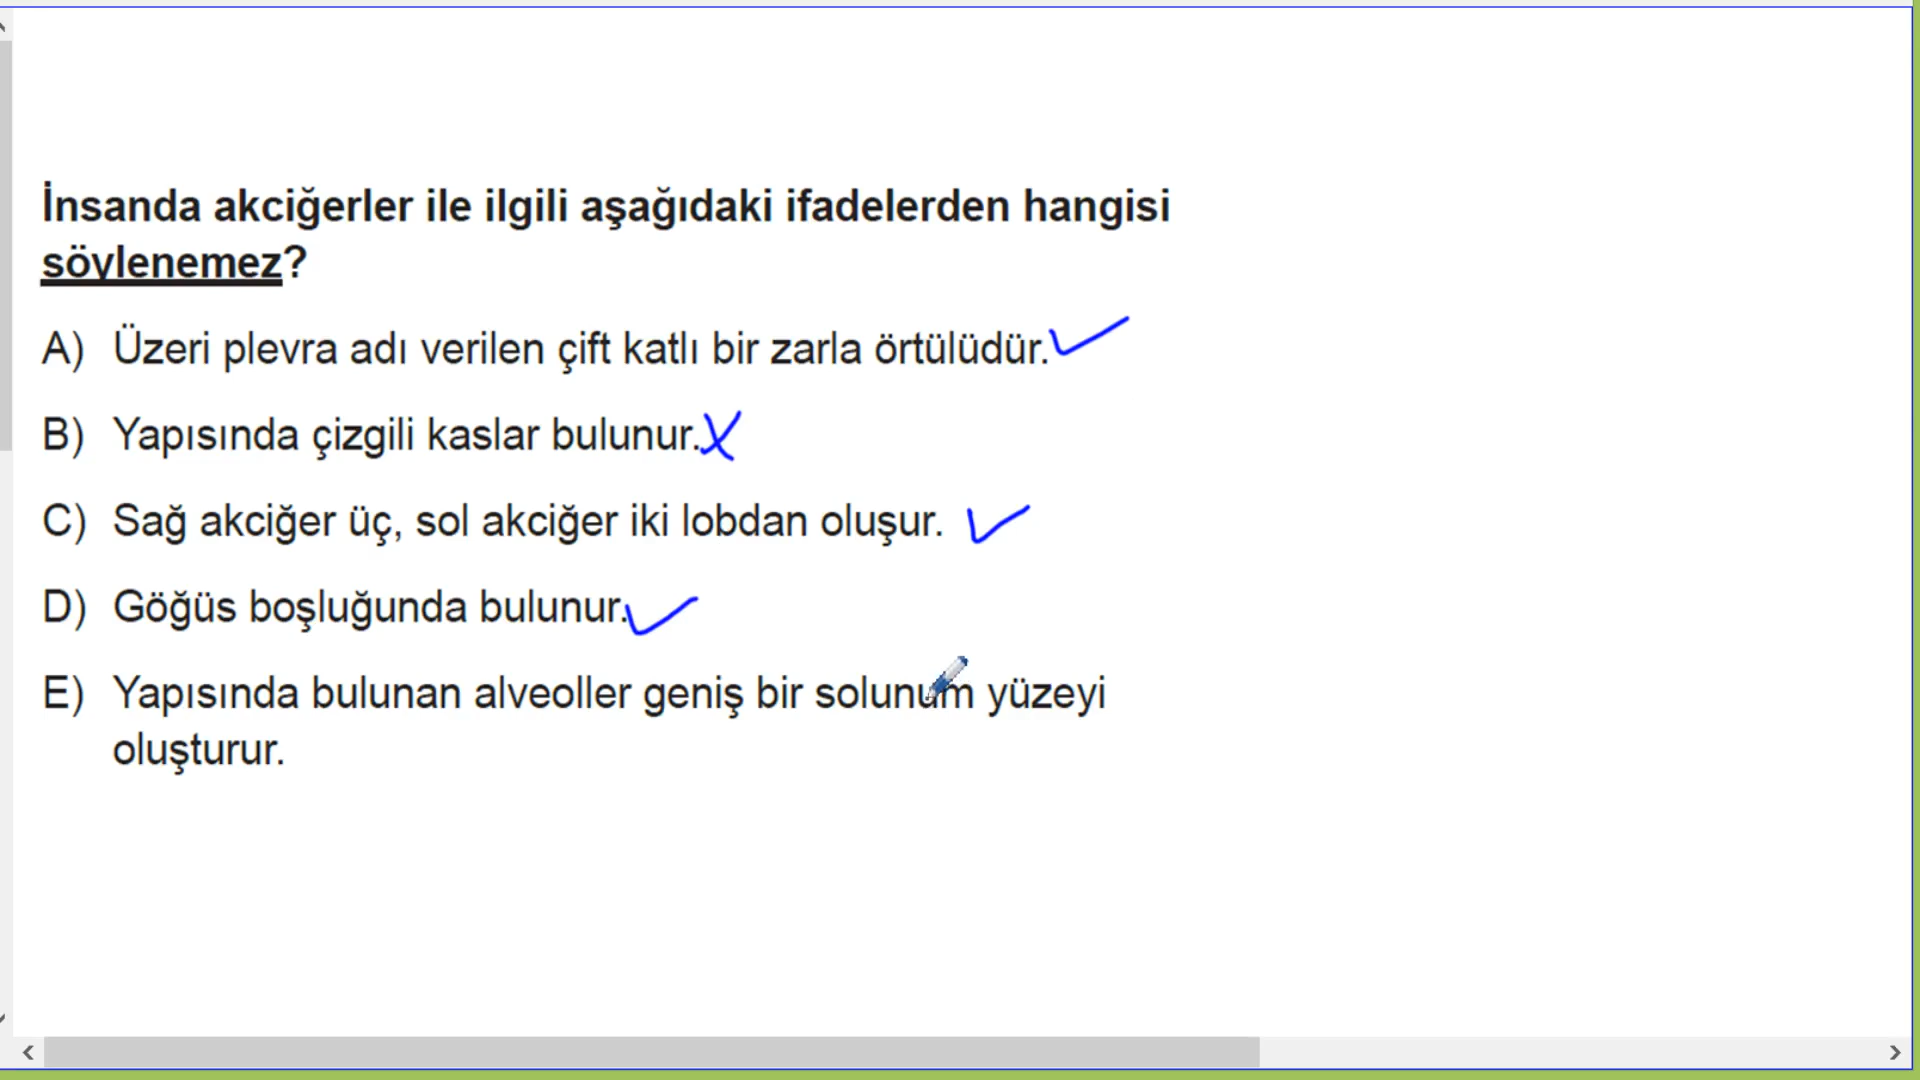 İnsanda akciğerler ile ilgili aşağıdaki ifadelerden hangisi
söylenemez?
A) Üzeri plevra adı verilen çift katlı bir zarla örtülüdür.
B) Yapısında çizgili kaslar bulunur.
C) Sağ akciğer üç, sol akciğer iki lobdan oluşur.
D) Göğüs boşluğunda bulunur.
E) Yapısında bulunan alveoller geniş bir solunum yüzeyi
oluşturur.